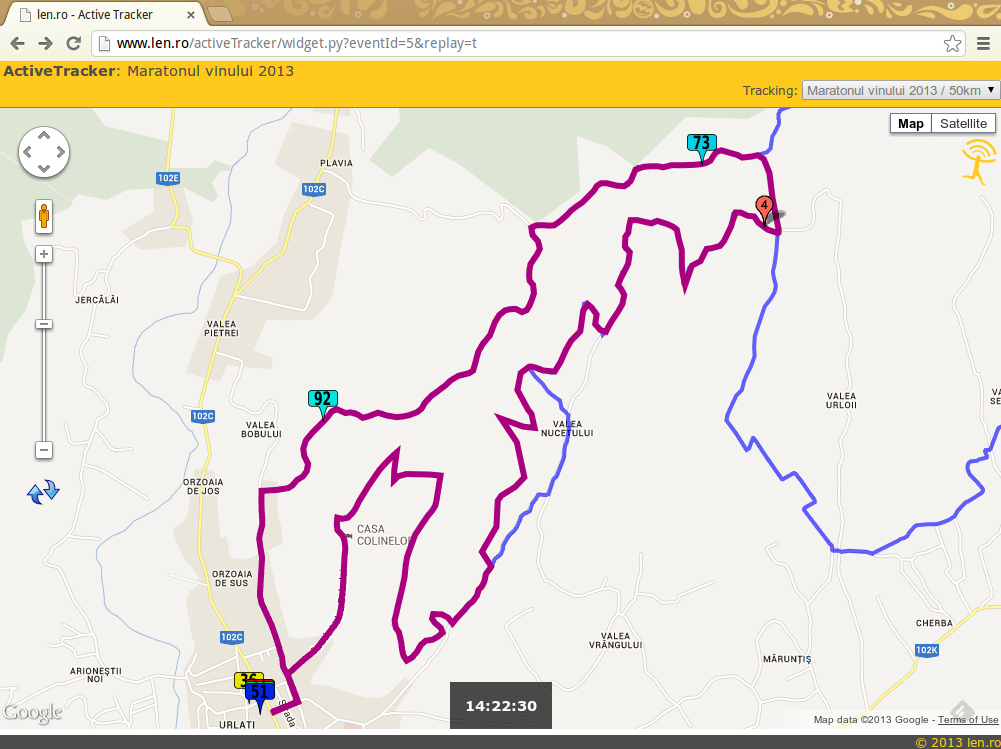 len.ro - Active Tracker
www.len.ro/activeTracker/widget.py?eventId=5&replay=t
ActiveTracker: Maratonul vinului 2013
Tracking: Maratonul vinului 2013 / 50km
Map Satellite
73
PLAVIA
102E
102C
4
JERCĂLĂI
VALEA
PIETREI
92
VALEA
URLOII
102C
VALEA
BOBULUI
VALEA
NUCETULUI
ORZOAIA
DE JOS
CASA
COLINELOR
ORZOAIA
DE SUS
CHERBA
102C
VALEA
VRÂNGULUI
102K
MĂRUNȚIȘ
ARIONEȘTII
NOI
36
51
Strada
14:22:30
Google
URLAȚI
Map data ©2013 Google - Terms of Use
© 2013 len.ro